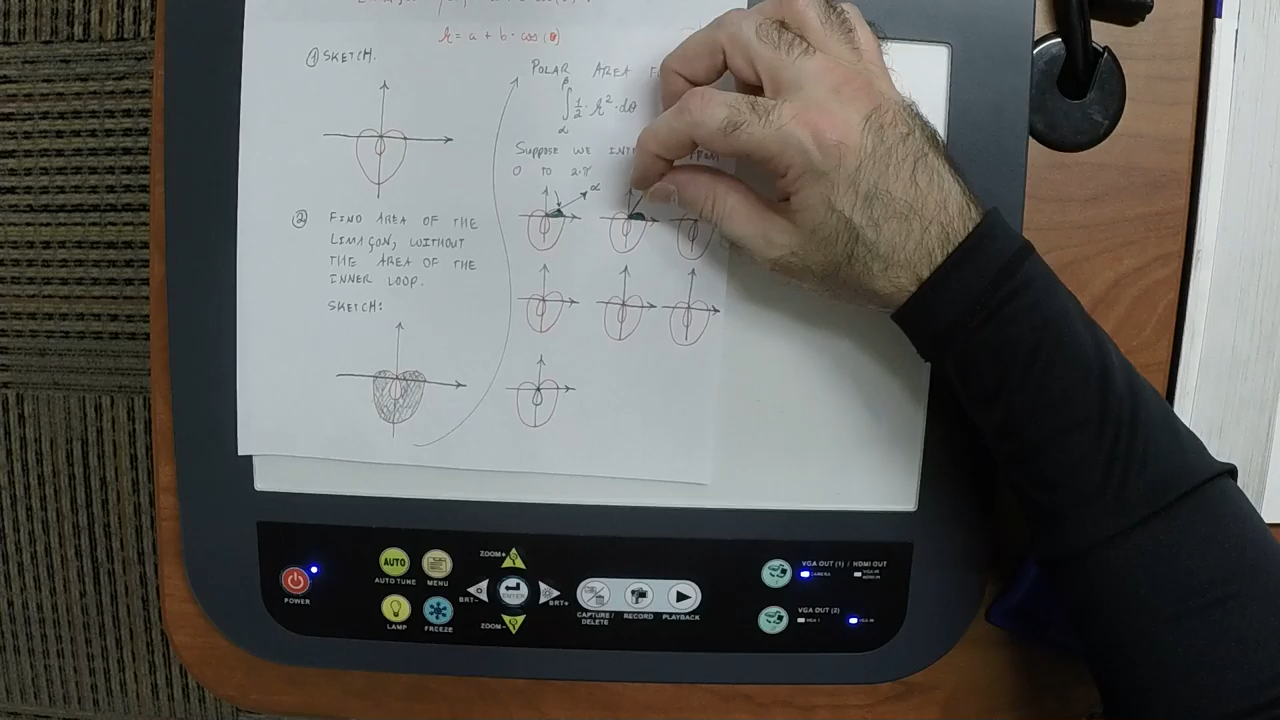 r = a + b · cos(θ)
① SKETCH.
② FIND AREA OF THE
LIMAÇON, WITHOUT
THE AREA OF THE
INNER LOOP.
SKETCH:
POLAR AREA
β
∫ 1/2 · r² · dθ
α
SUPPOSE WE FROM
0 TO 2·π
α
POWER
AUTO
AUTO TUNE
MENU
LAMP
FREEZE
ZOOM+
BRT-
ENTER
BRT+
ZOOM-
CAPTURE /
DELETE
RECORD
PLAYBACK
VGA OUT (1) / HDMI OUT
CAMERA
VGA OUT (2)